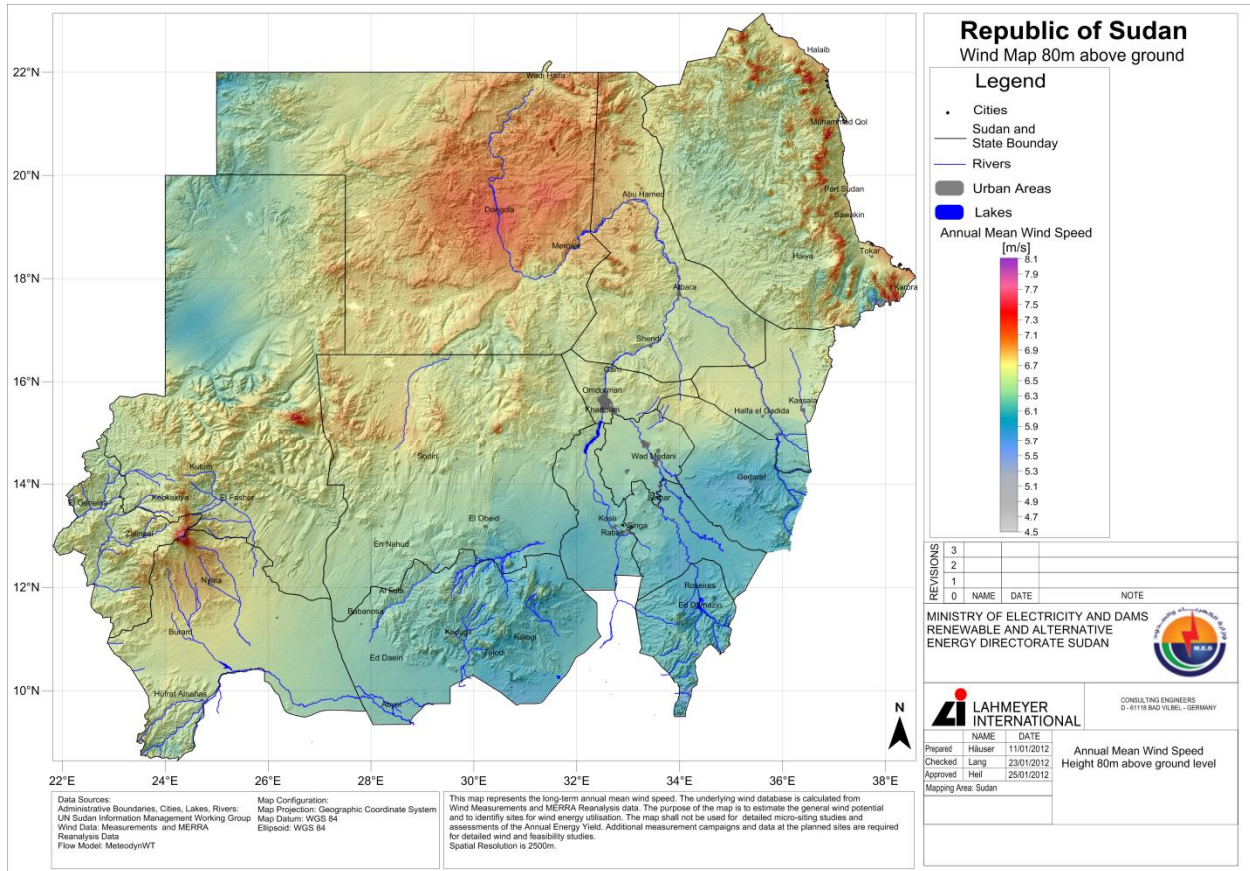 Republic of Sudan
Wind Map 80m above ground
Legend
Cities
Sudan and
State Bounday
Rivers
Urban Areas
Lakes
Annual Mean Wind Speed
[m/s]
8.1
7.9
7.7
7.5
7.3
7.1
6.9
6.7
6.5
6.3
6.1
5.9
5.7
5.5
5.3
5.1
4.9
4.7
4.5
22°N
20°N
18°N
16°N
14°N
12°N
10°N
22°E
24°E
26°E
28°E
30°E
32°E
34°E
36°E
38°E
Halaib
Wadi Halfa
Muhammad Qol
Port Sudan
Sawakin
Abu Hamed
Dongola
Merowe
Haiya
Tokar
Karora
Atbara
Shendi
Garri
Omdurman
Khartoum
Kassala
Halfa el Gadida
Sodiri
Wad Medani
Gedaref
Kutum
Kebkabiya
El Fasher
El Geneina
Sennar
El Obeid
Kosti
Singa
Rabak
Zalingei
En Nahud
Nyala
Al Fula
Babanosa
Roseires
Ed Damazin
Buram
Kadugli
Kologi
Talodi
Ed Daein
Hufrat Alnahas
Abyei
N
REVISIONS
3
2
1
0 NAME DATE NOTE
MINISTRY OF ELECTRICITY AND DAMS
RENEWABLE AND ALTERNATIVE
ENERGY DIRECTORATE SUDAN
M.E.D
LAHMEYER
INTERNATIONAL
CONSULTING ENGINEERS
D - 61118 BAD VILBEL - GERMANY
NAME DATE
Prepared Häuser 11/01/2012
Checked Lang 23/01/2012
Approved Heil 25/01/2012
Mapping Area: Sudan
Annual Mean Wind Speed
Height 80m above ground level
Data Sources:
Administrative Boundaries, Cities, Lakes, Rivers:
UN Sudan Information Management Working Group
Wind Data: Measurements and MERRA
Reanalysis Data
Flow Model: MeteodynWT
Map Configuration:
Map Projection: Geographic Coordinate System
Map Datum: WGS 84
Ellipsoid: WGS 84
This map represents the long-term annual mean wind speed. The underlying wind database is calculated from
Wind Measurements and MERRA Reanalysis data. The purpose of the map is to estimate the general wind potential
and to identifiy sites for wind energy utilisation. The map shall not be used for detailed micro-siting studies and
assessments of the Annual Energy Yield. Additional measurement campaigns and data at the planned sites are required
for detailed wind and feasibility studies.
Spatial Resolution is 2500m.